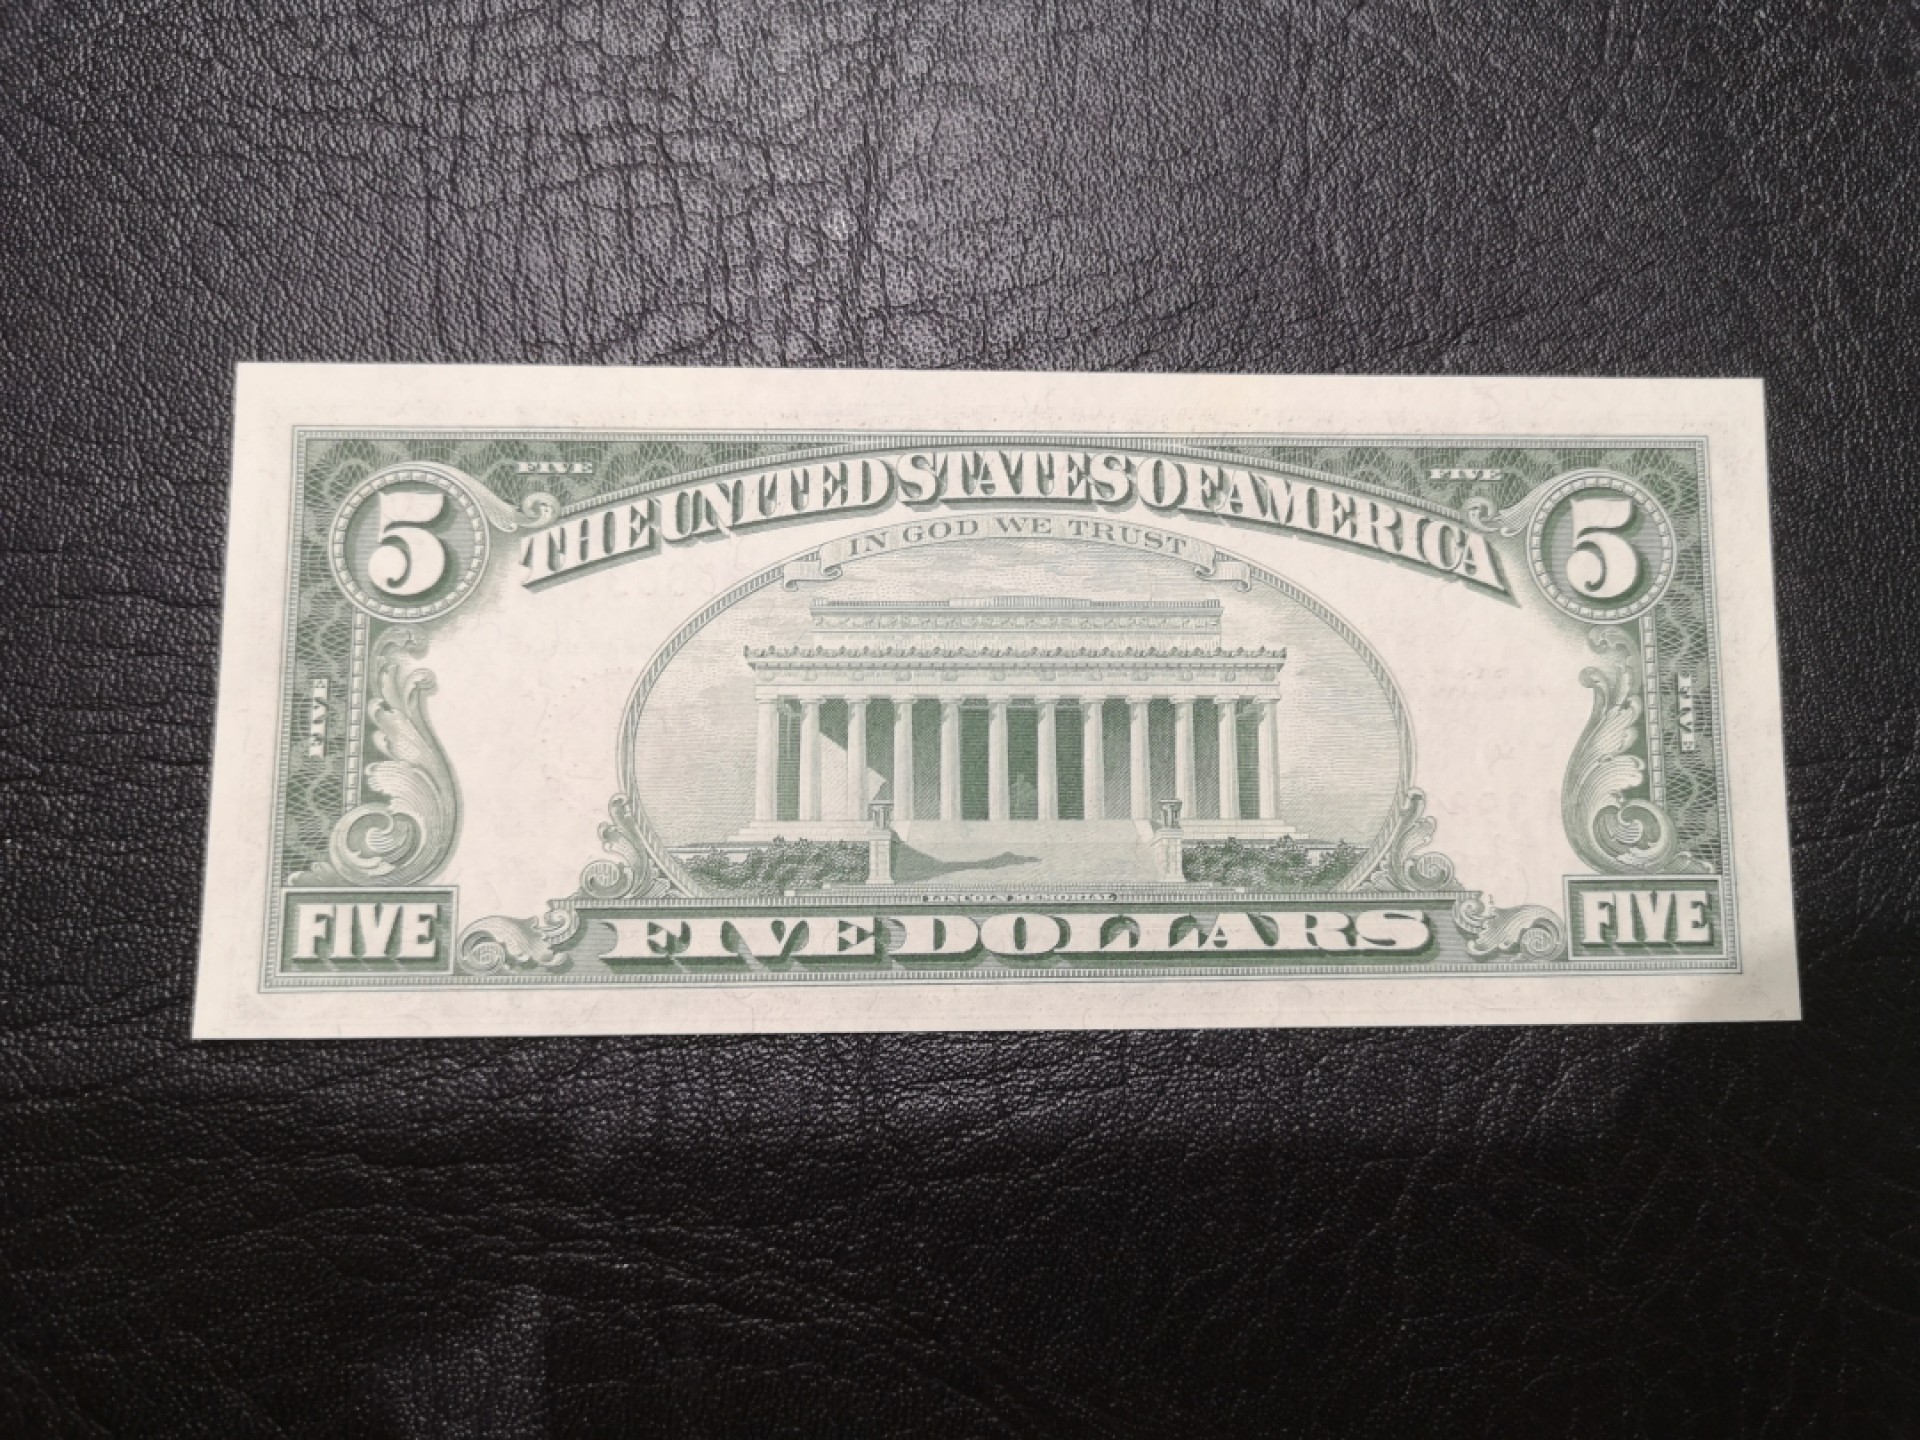 FIVE FIVE
5 THE UNITED STATES OF AMERICA 5
IN GOD WE TRUST
FIVE FIVE
LINCOLN MEMORIAL
FIVE FIVE DOLLARS FIVE